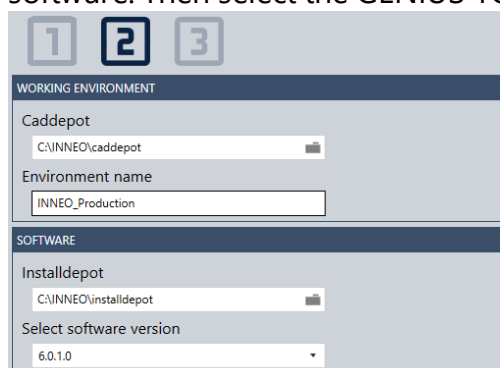 software. Then select the GENIUS
1 2 3
WORKING ENVIRONMENT
Caddepot
C:\INNEO\caddepot
Environment name
INNEO_Production
SOFTWARE
Installdepot
C:\INNEO\installdepot
Select software version
6.0.1.0